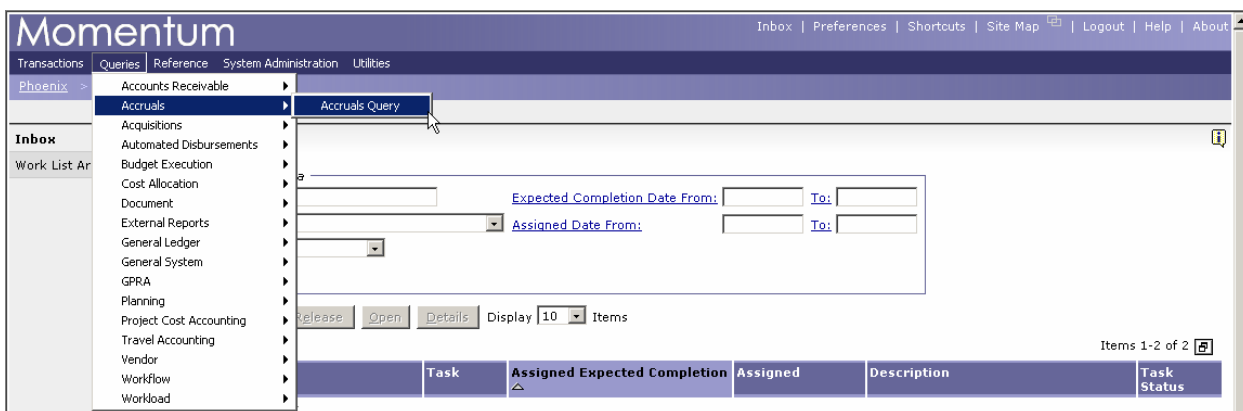 Momentum
Inbox | Preferences | Shortcuts | Site Map | Logout | Help | About
Transactions Queries Reference System Administration Utilities
Phoenix >
Accounts Receivable
Accruals
Accruals Query
Acquisitions
Inbox
Automated Disbursements
Work List Ar
Budget Execution
Cost Allocation
Expected Completion Date From: To:
Document
External Reports
Assigned Date From: To:
General Ledger
General System
GPRA
Planning
Project Cost Accounting
Release Open Details Display 10 Items
Travel Accounting
Items 1-2 of 2
Vendor
Task Assigned Expected Completion Assigned Description Task Status
Workflow
Workload